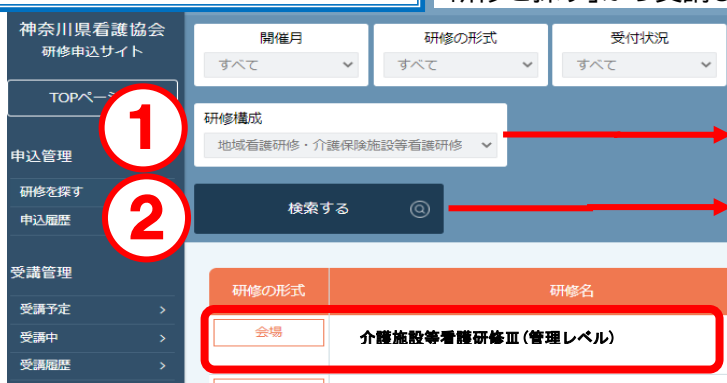 神奈川県看護協会
研修申込サイト
TOPペー
申込管理
研修を探す
申込履歴
受講管理
受講予定 >
受講中 >
受講履歴 >
開催月
すべて
研修の形式
すべて
受付状況
すべて
研修構成
地域看護研修・介護保険施設等看護研修
検索する
①
②
研修の形式 研修名
会場 介護施設等看護研修Ⅲ(管理レベル)